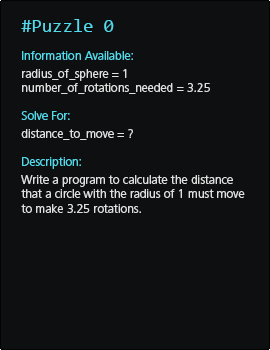 #Puzzle 0
Information Available:
radius_of_sphere = 1
number_of_rotations_needed = 3.25
Solve For:
distance_to_move = ?
Description:
Write a program to calculate the distance
that a circle with the radius of 1 must move
to make 3.25 rotations.